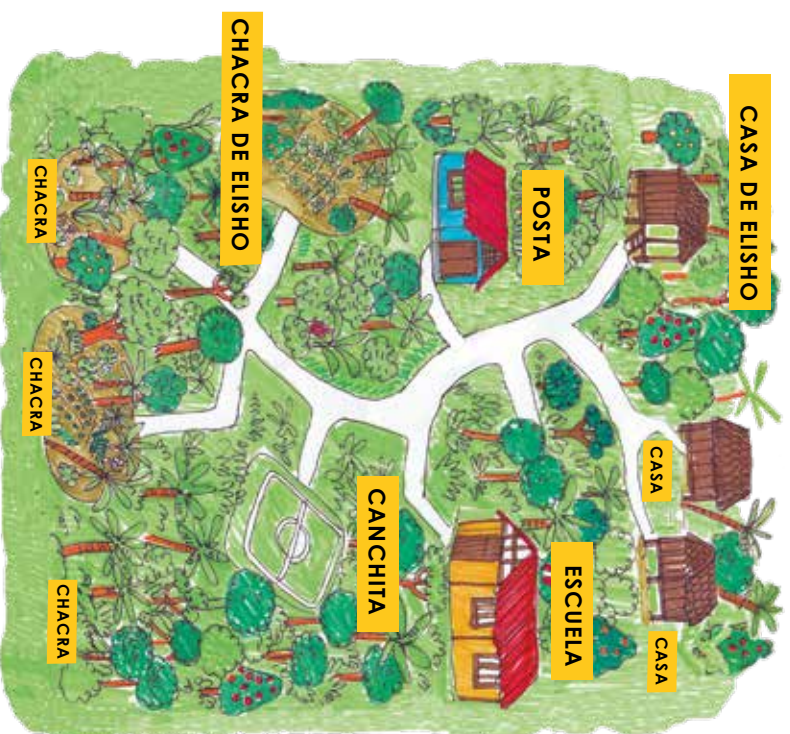 CASA DE ELISHO
CASA
CASA
POSTA
ESCUELA
CANCHITA
CHACRA DE ELISHO
CHACRA
CHACRA
CHACRA